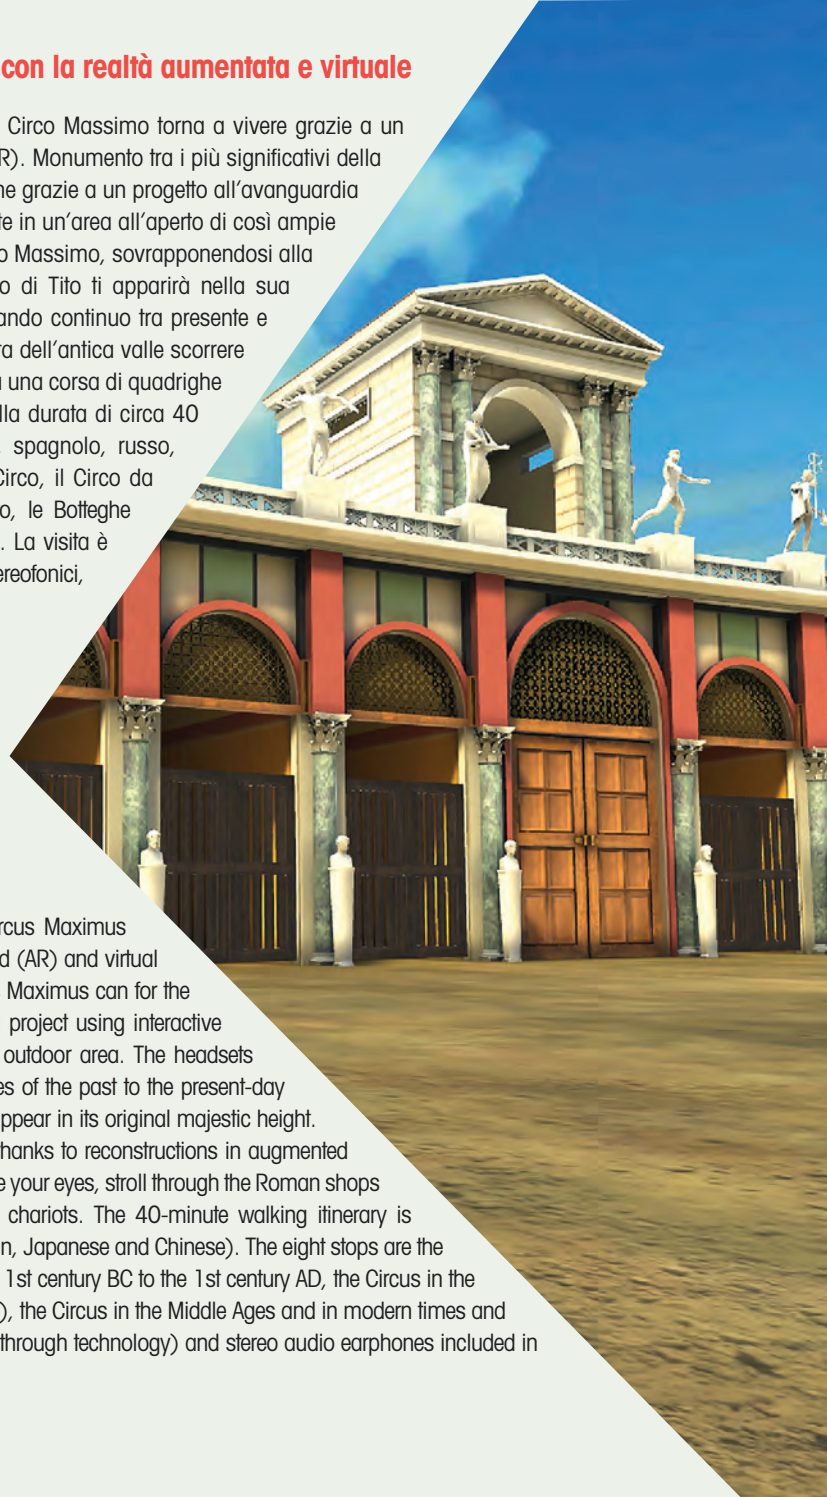 con la realtà aumentata e virtuale
Circo Massimo torna a vivere grazie a un
R). Monumento tra i più significativi della
ne grazie a un progetto all’avanguardia
te in un’area all’aperto di così ampie
o Massimo, sovrapponendosi alla
o di Tito ti apparirà nella sua
ando continuo tra presente e
ra dell’antica valle scorrere
a una corsa di quadrighe
lla durata di circa 40
spagnolo, russo,
Circo, il Circo da
o, le Botteghe
. La visita è
ereofonici,
rcus Maximus
d (AR) and virtual
Maximus can for the
project using interactive
outdoor area. The headsets
es of the past to the present-day
ppear in its original majestic height.
thanks to reconstructions in augmented
e your eyes, stroll through the Roman shops
chariots. The 40-minute walking itinerary is
n, Japanese and Chinese). The eight stops are the
1st century BC to the 1st century AD, the Circus in the
), the Circus in the Middle Ages and in modern times and
through technology) and stereo audio earphones included in